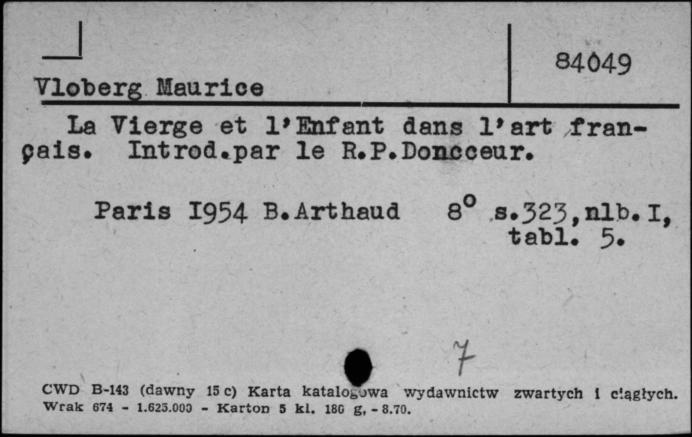 84049
Vloberg Maurice
La Vierge et l'Enfant dans l'art fran-
çais. Introd.par le R.P.Doncoeur.
Paris I954 B.Arthaud 8° s.323,nlb.I,
tabl. 5.
7
CWD B-143 (dawny 15 c) Karta katalogowa wydawnictw zwartych i ciągłych.
Wrak 674 - 1.625.000 - Karton 5 kl. 180 g, - 8.70.